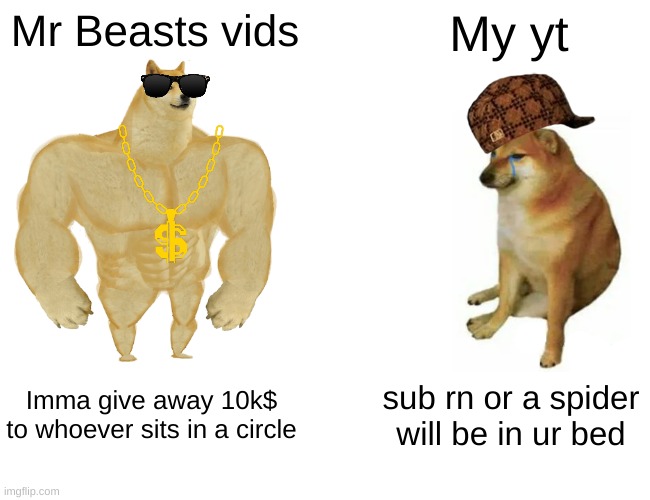 Mr Beasts vids
My yt
Imma give away 10k$
to whoever sits in a circle
sub rn or a spider
will be in ur bed
imgflip.com